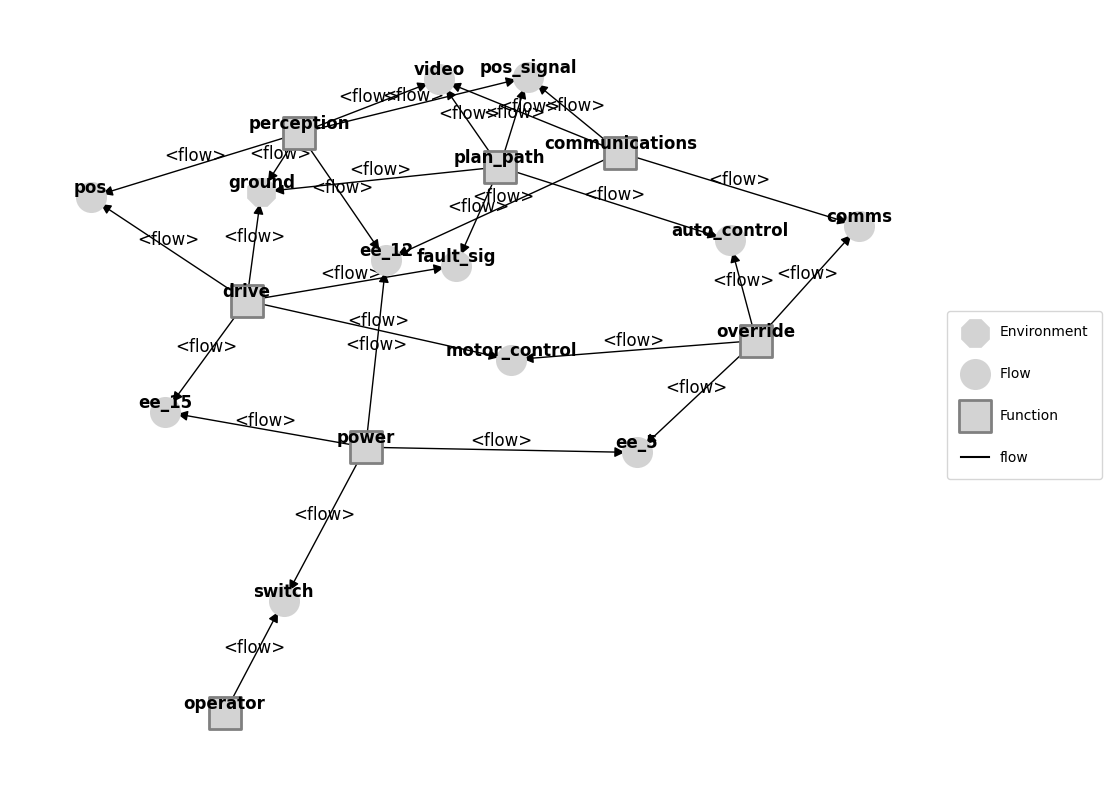 video
pos_signal
<flow>
<flow>
<flow>
<flow>
<flow>
<flow>
perception
communications
<flow>
<flow>
plan_path
<flow>
<flow>
pos
ground
<flow>
<flow>
<flow>
<flow>
comms
auto_control
<flow>
<flow>
ee_12
fault_sig
<flow>
<flow>
<flow>
drive
<flow>
override
Environment
<flow>
<flow>
<flow>
motor_control
<flow>
Flow
<flow>
ee_15
Function
<flow>
power
<flow>
ee_5
flow
<flow>
switch
<flow>
operator